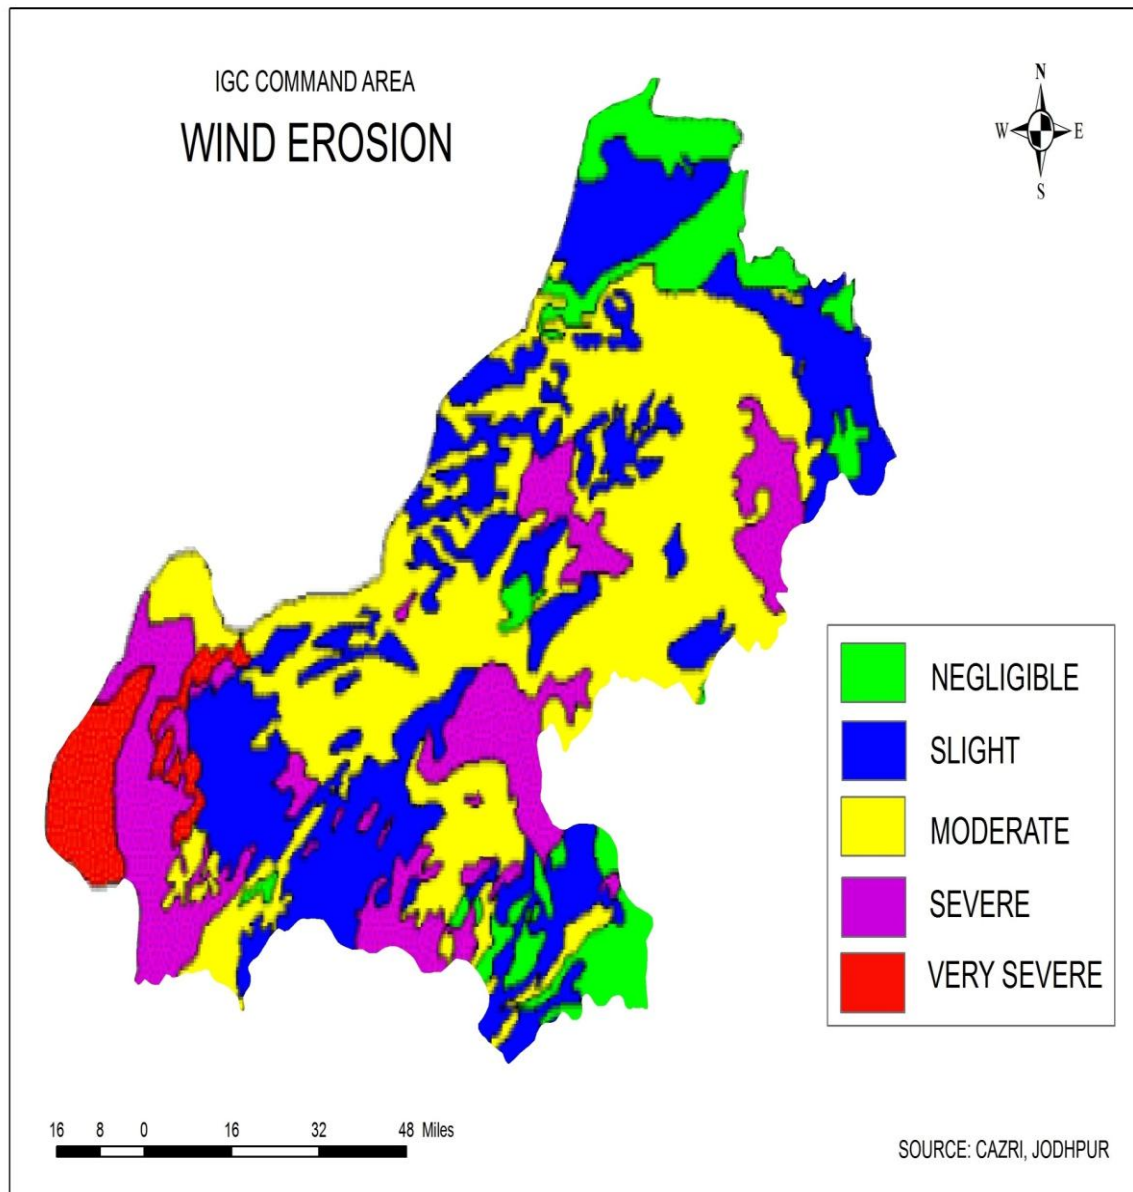 IGC COMMAND AREA
WIND EROSION
N
W E
S
NEGLIGIBLE
SLIGHT
MODERATE
SEVERE
VERY SEVERE
16 8 0 16 32 48 Miles
SOURCE: CAZRI, JODHPUR